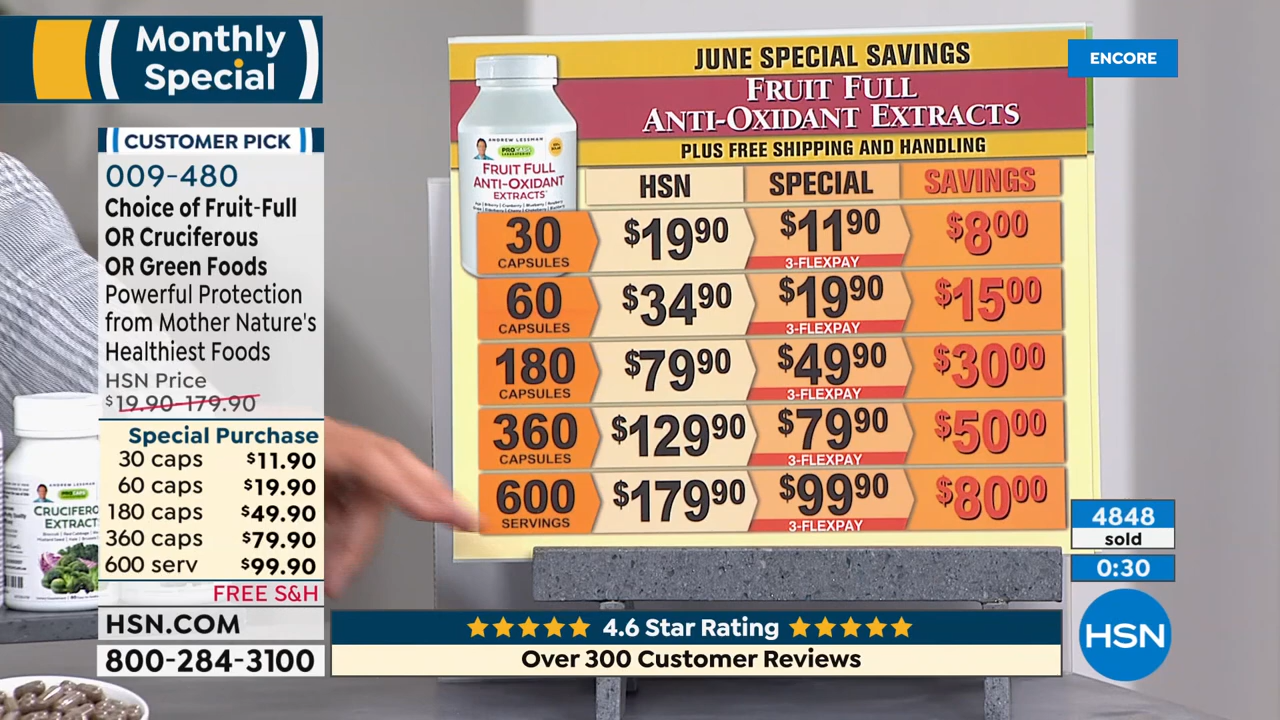 Monthly
Special
CUSTOMER PICK
009-480
Choice of Fruit-Full
OR Cruciferous
OR Green Foods
Powerful Protection
from Mother Nature's
Healthiest Foods
HSN Price
$19.90-179.90
Special Purchase
30 caps $11.90
60 caps $19.90
180 caps $49.90
360 caps $79.90
600 serv $99.90
FREE S&H
HSN.COM
800-284-3100
JUNE SPECIAL SAVINGS
FRUIT FULL
ANTI-OXIDANT EXTRACTS
PLUS FREE SHIPPING AND HANDLING
HSN SPECIAL SAVINGS
30 CAPSULES $19.90 $11.90 3-FLEXPAY $8.00
60 CAPSULES $34.90 $19.90 3-FLEXPAY $15.00
180 CAPSULES $79.90 $49.90 3-FLEXPAY $30.00
360 CAPSULES $129.90 $79.90 3-FLEXPAY $50.00
600 SERVINGS $179.90 $99.90 3-FLEXPAY $80.00
ANDREW LESSMAN
PROCAPS
LABORATORIES
FRUIT FULL
ANTI-OXIDANT
EXTRACTS
ANDREW LESSMAN
PROCAPS
CRUCIFERO
EXTRACT
ENCORE
4848
sold
0:30
HSN
4.6 Star Rating
Over 300 Customer Reviews